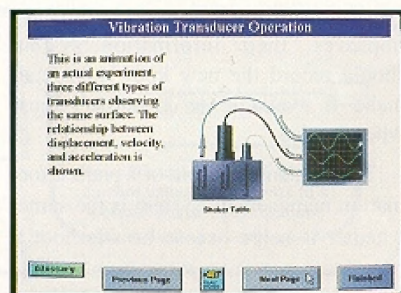 Vibration Transducer Operation
This is an animation of
an actual experiment,
three different types of
transducers observing
the same surface. The
relationship between
displacement, velocity,
and acceleration is
shown.
Shaker Table
Glossary
Previous Page
Next Page
Finished